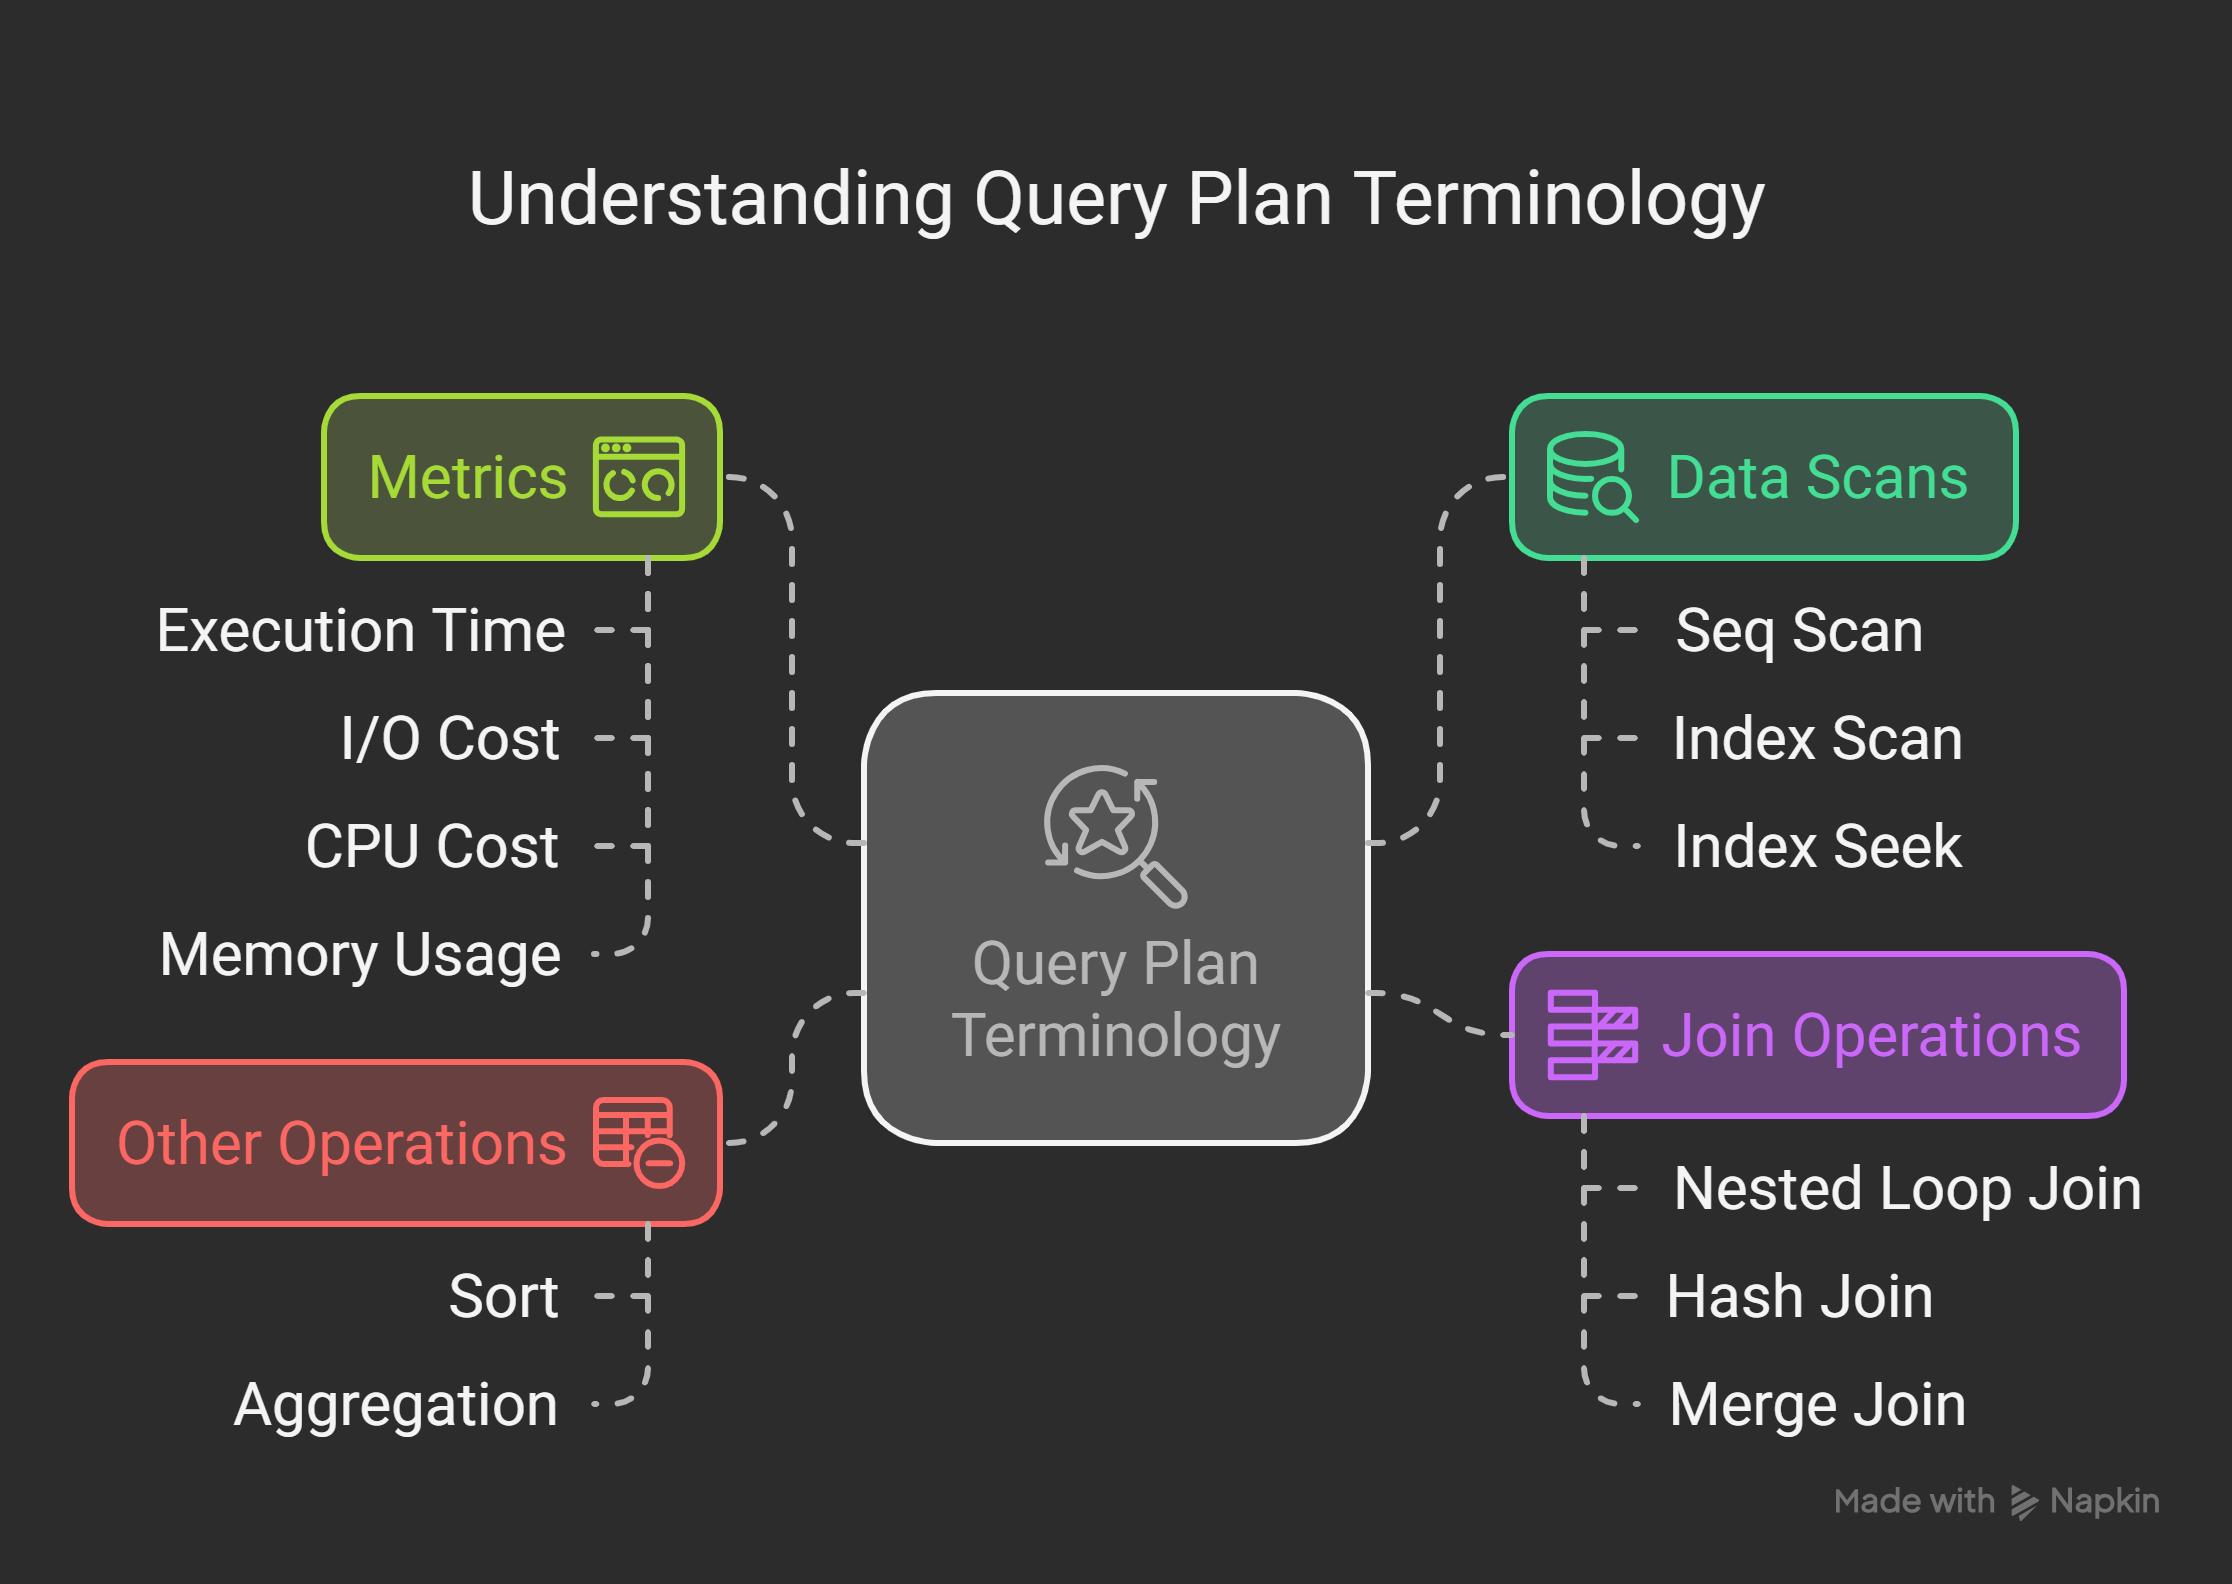 Understanding Query Plan Terminology
Metrics
Execution Time
I/O Cost
CPU Cost
Memory Usage
Other Operations
Sort
Aggregation
Query Plan
Terminology
Data Scans
Seq Scan
Index Scan
Index Seek
Join Operations
Nested Loop Join
Hash Join
Merge Join
Made with Napkin